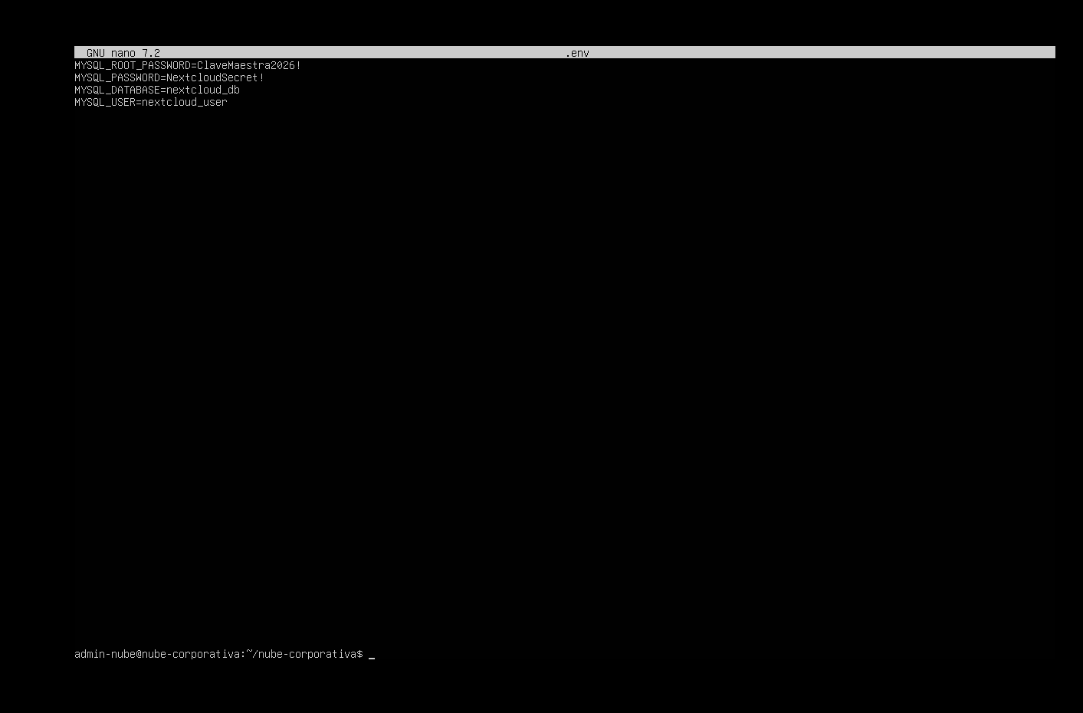 GNU nano 7.2 .env
MYSQL_ROOT_PASSWORD=ClaveMaestra2026!
MYSQL_PASSWORD=NextcloudSecret!
MYSQL_DATABASE=nextcloud_db
MYSQL_USER=nextcloud_user
admin-nube@nube-corporativa:~/nube-corporativa$ _